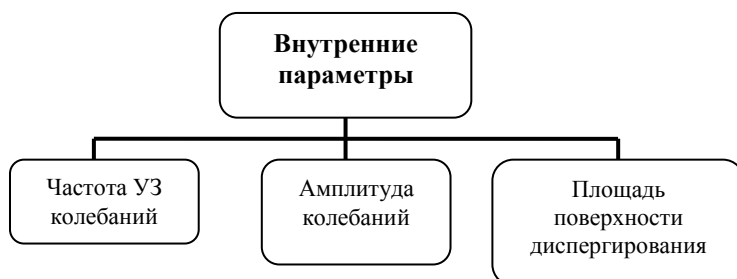 Внутренние
параметры
Частота УЗ
колебаний
Амплитуда
колебаний
Площадь
поверхности
диспергирования